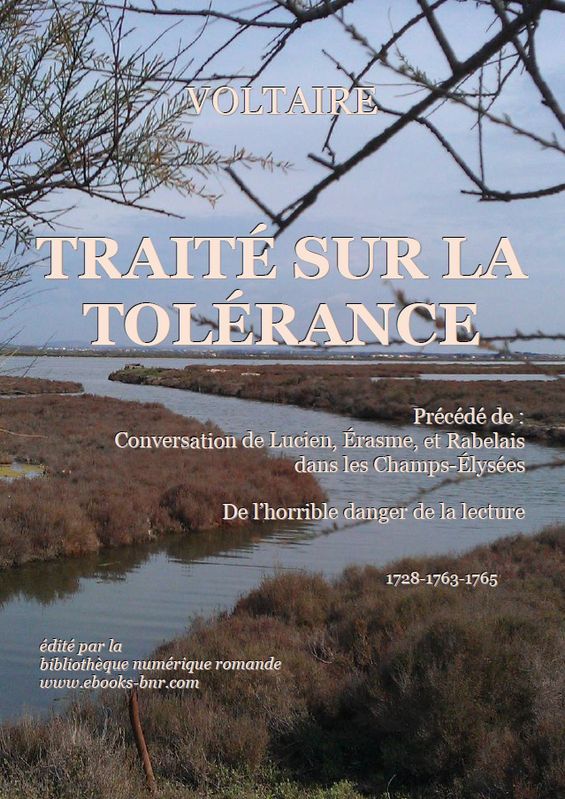 VOLTAIRE
TRAITÉ SUR LA
TOLÉRANCE
Précédé de :
Conversation de Lucien, Érasme, et Rabelais
dans les Champs-Élysées
De l'horrible danger de la lecture
1728-1763-1765
édité par la
bibliothèque numérique romande
www.ebooks-bnr.com